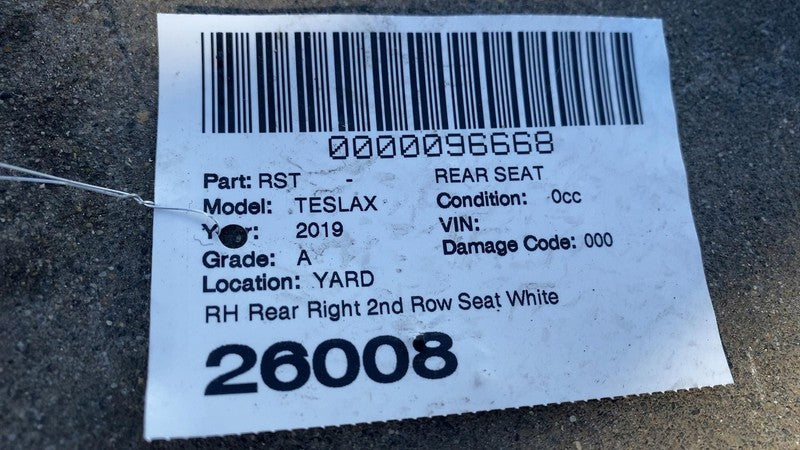 0000096668
Part: RST - REAR SEAT
Model: TESLAX Condition: 0cc
2019 VIN:
Grade: A Damage Code: 000
Location: YARD
RH Rear Right 2nd Row Seat White
26008